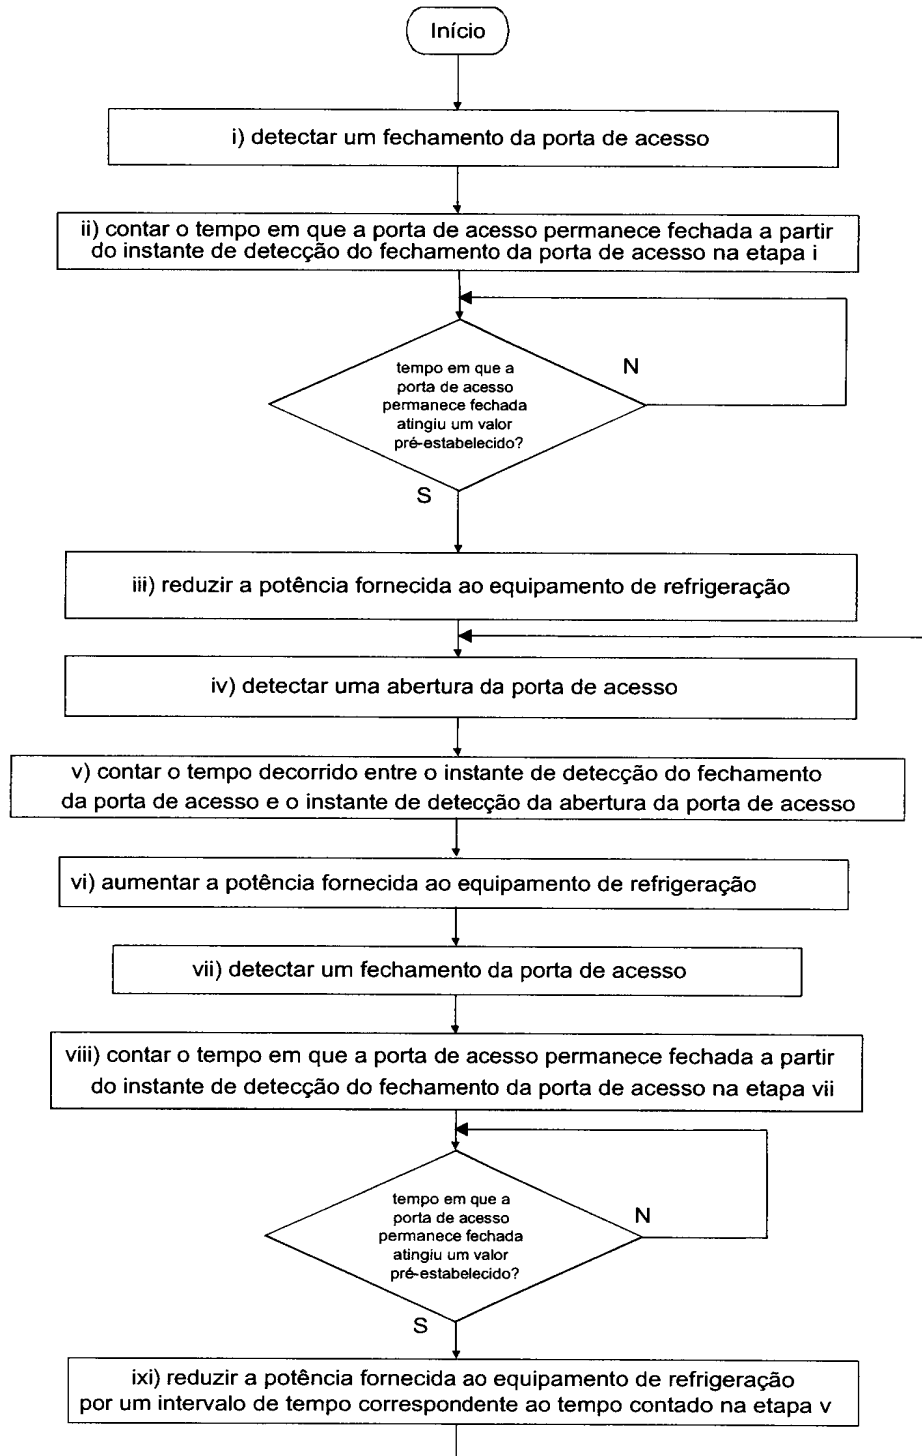 Início
i) detectar um fechamento da porta de acesso
ii) contar o tempo em que a porta de acesso permanece fechada a partir
do instante de detecção do fechamento da porta de acesso na etapa i
tempo em que a
porta de acesso
permanece fechada
atingiu um valor
pré-estabelecido?
N
S
iii) reduzir a potência fornecida ao equipamento de refrigeração
iv) detectar uma abertura da porta de acesso
v) contar o tempo decorrido entre o instante de detecção do fechamento
da porta de acesso e o instante de detecção da abertura da porta de acesso
vi) aumentar a potência fornecida ao equipamento de refrigeração
vii) detectar um fechamento da porta de acesso
viii) contar o tempo em que a porta de acesso permanece fechada a partir
do instante de detecção do fechamento da porta de acesso na etapa vii
tempo em que a
porta de acesso
permanece fechada
atingiu um valor
pré-estabelecido?
N
S
ixi) reduzir a potência fornecida ao equipamento de refrigeração
por um intervalo de tempo correspondente ao tempo contado na etapa v